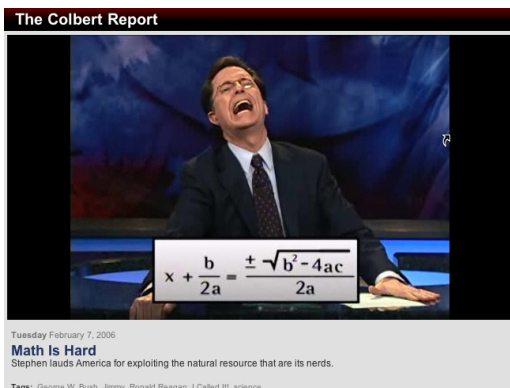 The Colbert Report
x + b/2a = ± √b² - 4ac / 2a
Tuesday February 7, 2006
Math Is Hard
Stephen lauds America for exploiting the natural resource that are its nerds.
Tags: George W. Bush, Jimmy, Ronald Reagan, I Called It!, science